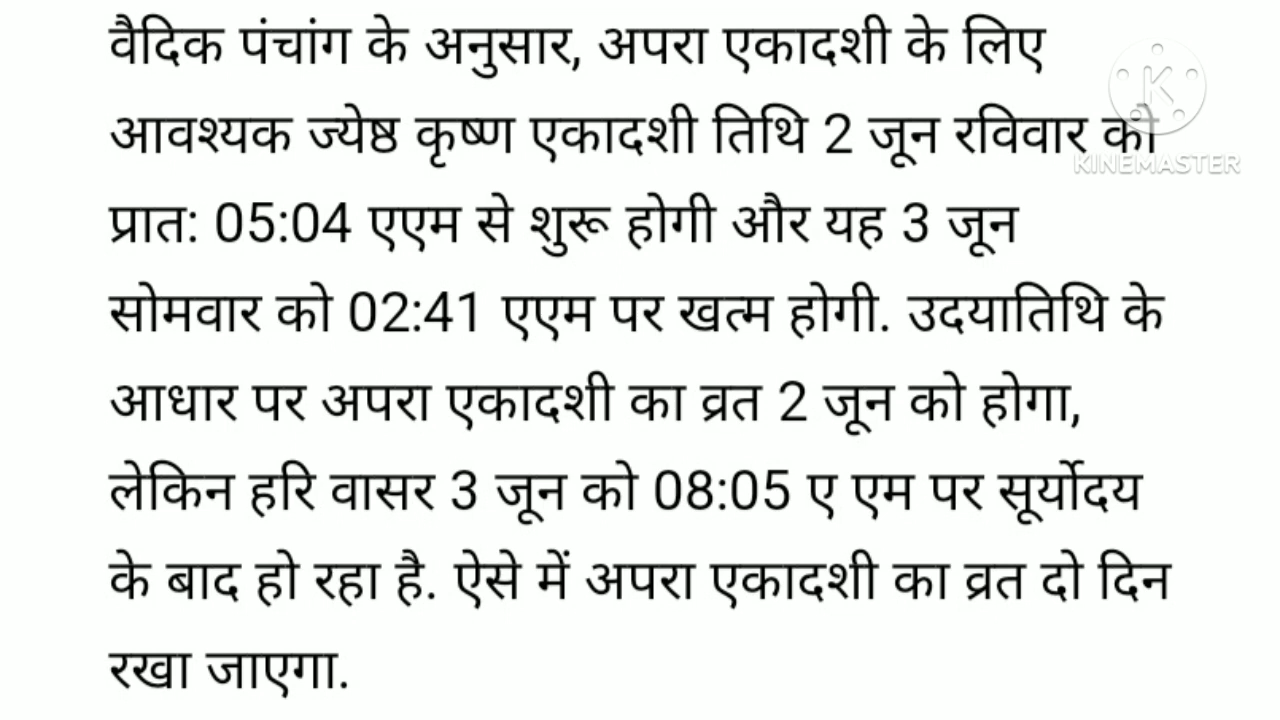 वैदिक पंचांग के अनुसार, अपरा एकादशी के लिए
आवश्यक ज्येष्ठ कृष्ण एकादशी तिथि 2 जून रविवार को
प्रात: 05:04 एएम से शुरू होगी और यह 3 जून
सोमवार को 02:41 एएम पर खत्म होगी. उदयातिथि के
आधार पर अपरा एकादशी का व्रत 2 जून को होगा,
लेकिन हरि वासर 3 जून को 08:05 ए एम पर सूर्योदय
के बाद हो रहा है. ऐसे में अपरा एकादशी का व्रत दो दिन
रखा जाएगा.
K
KINEMASTER